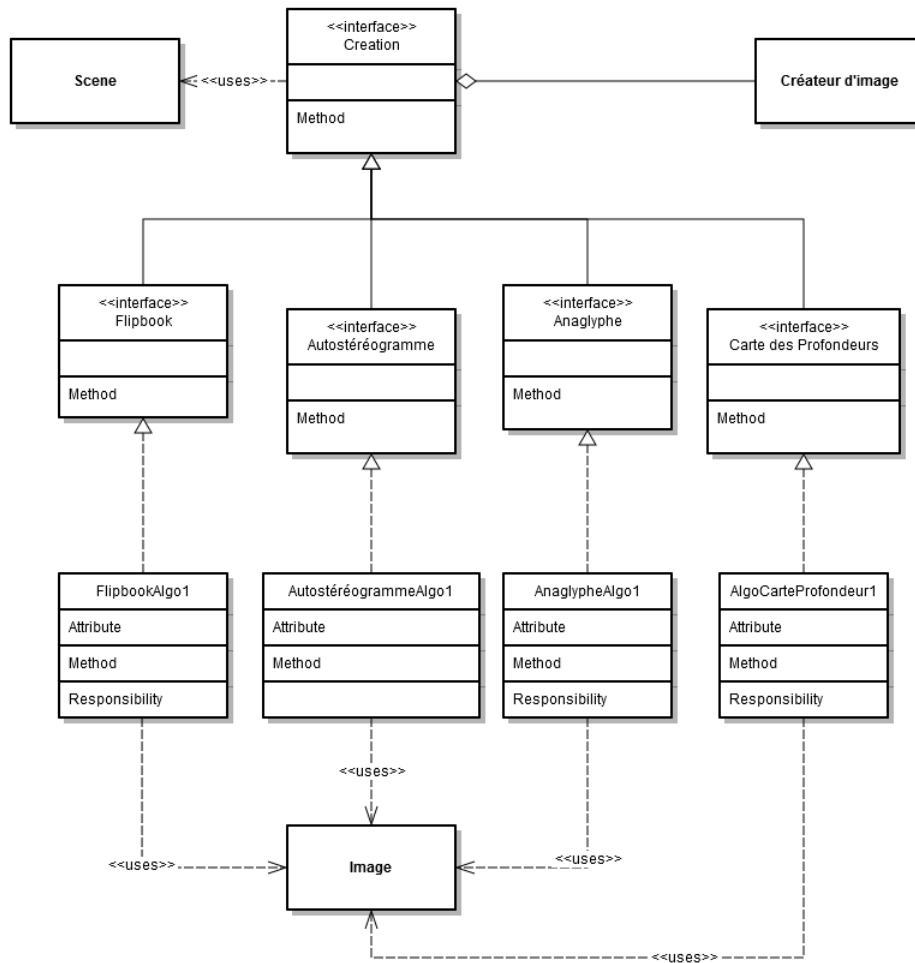 <<interface>>
Creation
Scene
<<uses>>
Créateur d'image
Method
<<interface>>
Flipbook
<<interface>>
Anaglyphe
<<interface>>
Autostéréogramme
<<interface>>
Carte des Profondeurs
Method
Method
Method
Method
FlipbookAlgo1
AutostéréogrammeAlgo1
AnaglypheAlgo1
AlgoCarteProfondeur1
Attribute
Attribute
Attribute
Attribute
Method
Method
Method
Method
Responsibility
Responsibility
Responsibility
<<uses>>
<<uses>>
Image
<<uses>>
<<uses>>